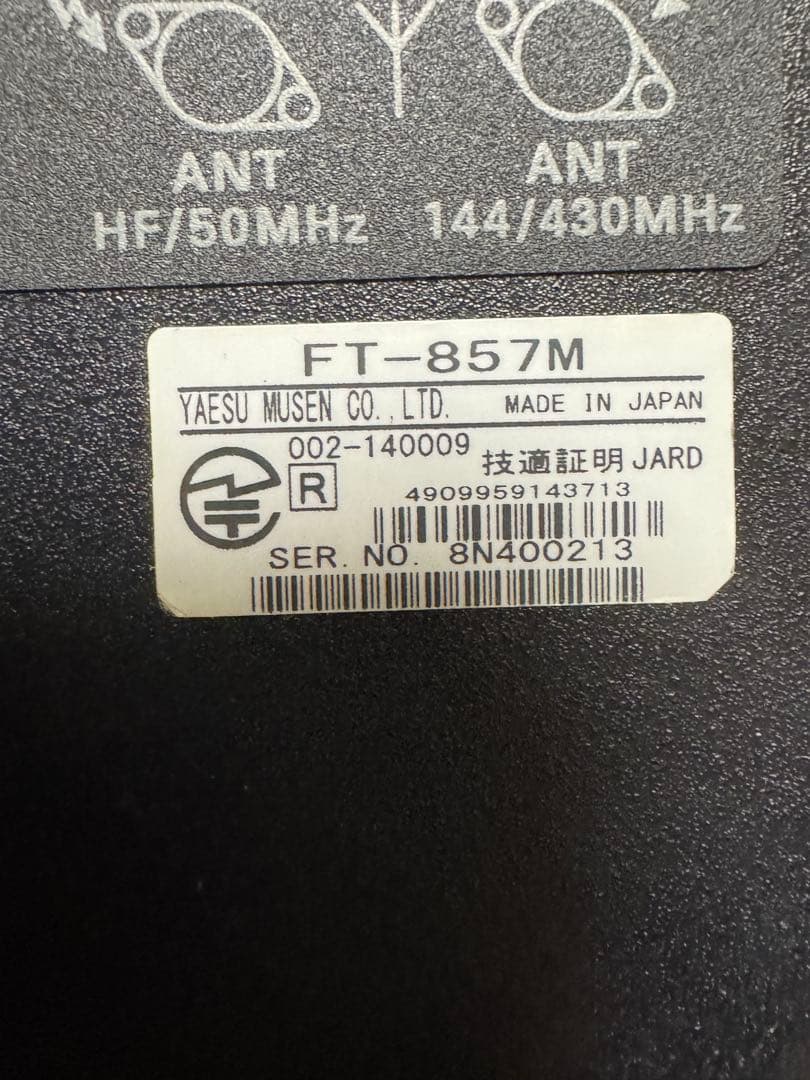 ANT
HF/50MHz
ANT
144/430MHz
FT-857M
YAESU MUSEN CO.,LTD. MADE IN JAPAN
002-140009
R 技適証明 JARD
4909959143713
SER. NO. 8N400213